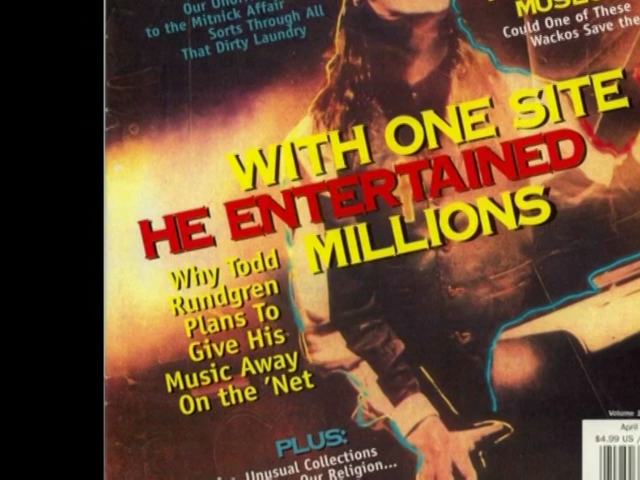 Our
to the Mitnick Affair
Sorts Through All
That Dirty Laundry
Could One of These
Wackos Save the
WITH ONE SITE
HE ENTERTAINED
MILLIONS
Why Todd
Rundgren
Plans To
Give His
Music Away
On the 'Net
PLUS:
Unusual Collections
Our Religion...
Volume
April
$4.99 US /